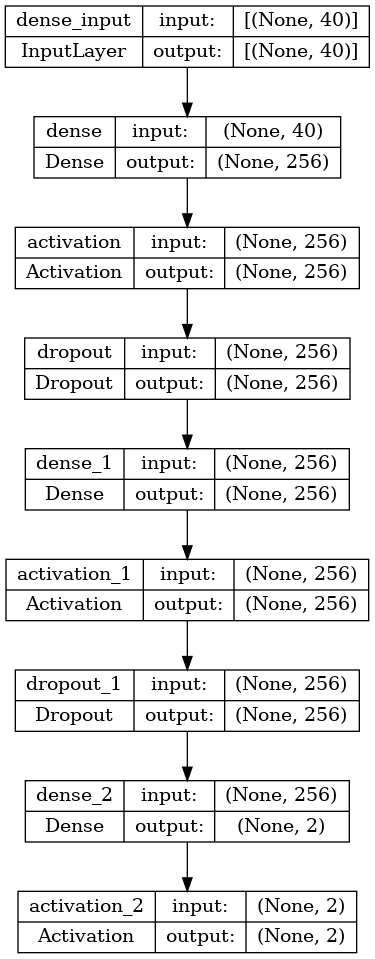 dense_input input: [(None, 40)]
InputLayer output: [(None, 40)]
dense input: (None, 40)
Dense output: (None, 256)
activation input: (None, 256)
Activation output: (None, 256)
dropout input: (None, 256)
Dropout output: (None, 256)
dense_1 input: (None, 256)
Dense output: (None, 256)
activation_1 input: (None, 256)
Activation output: (None, 256)
dropout_1 input: (None, 256)
Dropout output: (None, 256)
dense_2 input: (None, 256)
Dense output: (None, 2)
activation_2 input: (None, 2)
Activation output: (None, 2)